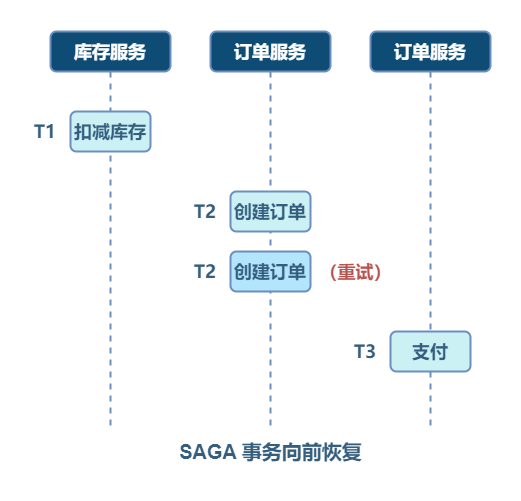 库存服务 订单服务 订单服务
T1 扣减库存
T2 创建订单
T2 创建订单 （重试）
T3 支付
SAGA 事务向前恢复